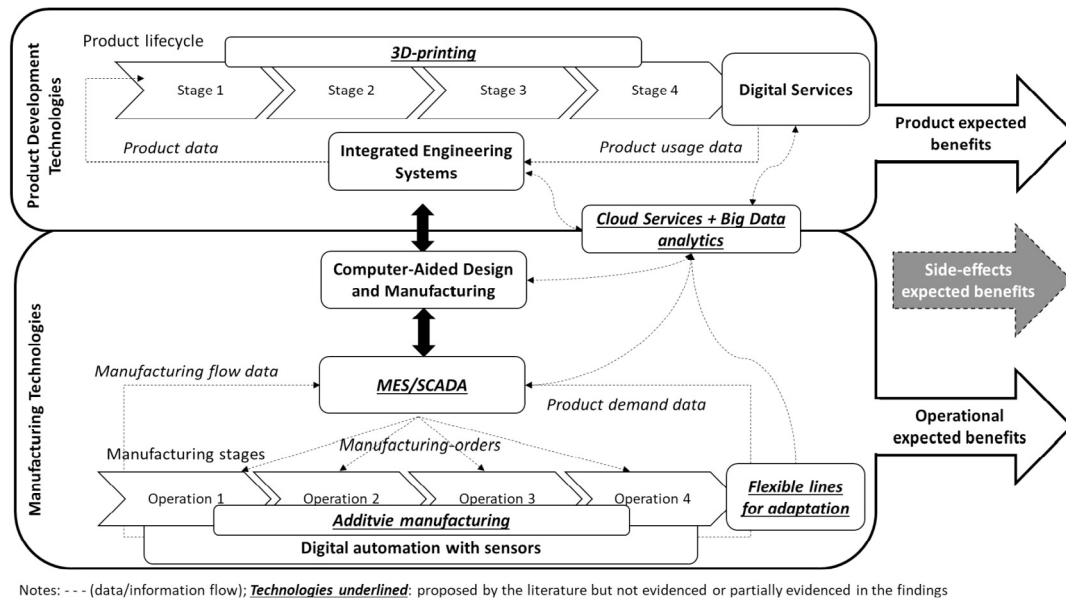 Product Development
Technologies
Product lifecycle
3D-printing
Stage 1
Stage 2
Stage 3
Stage 4
Digital Services
Product data
Integrated Engineering
Systems
Product usage data
Product expected
benefits
Cloud Services + Big Data
analytics
Side-effects
expected benefits
Manufacturing Technologies
Computer-Aided Design
and Manufacturing
Manufacturing flow data
MES/SCADA
Product demand data
Operational
expected benefits
Manufacturing-orders
Manufacturing stages
Operation 1
Operation 2
Operation 3
Operation 4
Flexible lines
for adaptation
Additvie manufacturing
Digital automation with sensors
Notes: - - - (data/information flow); Technologies underlined: proposed by the literature but not evidenced or partially evidenced in the findings